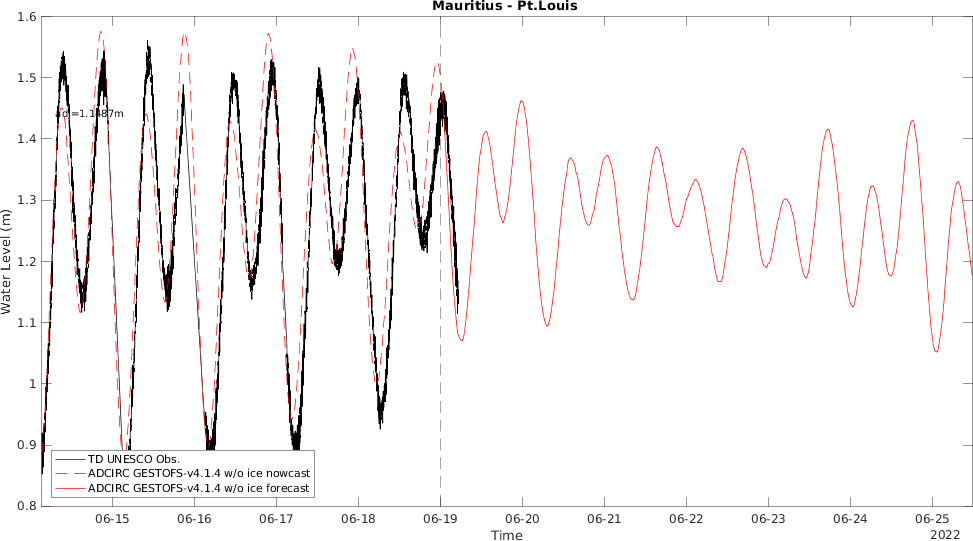 Mauritius - Pt.Louis
1.6
1.5
1.4
1.3
1.2
1.1
1
0.9
0.8
Water Level (m)
=1.1487m
TD UNESCO Obs.
ADCIRC GESTOFS-v4.1.4 w/o ice nowcast
ADCIRC GESTOFS-v4.1.4 w/o ice forecast
06-15 06-16 06-17 06-18 06-19 06-20 06-21 06-22 06-23 06-24 06-25
Time
2022